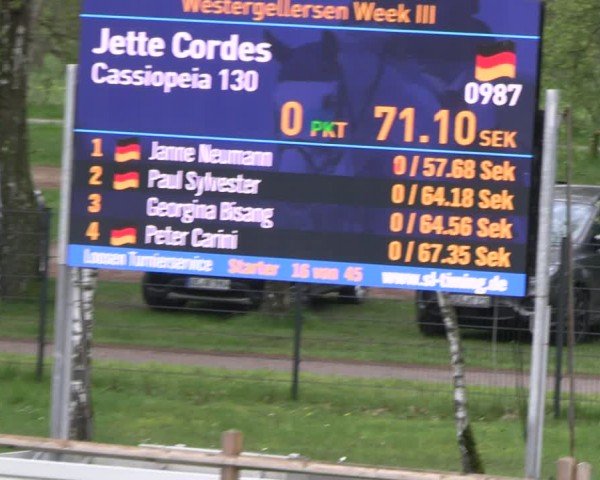 Westergellersen Week III
Jette Cordes
Cassiopeia 130
0987
0 PKT 71.10 SEK
1 Janne Neumann 0 / 57.68 Sek
2 Paul Sylvester 0 / 64.18 Sek
3 Georgina Bisang 0 / 64.56 Sek
4 Peter Carini 0 / 67.35 Sek
Turnierservice Starter 16 von 45 www.sl-timing.de